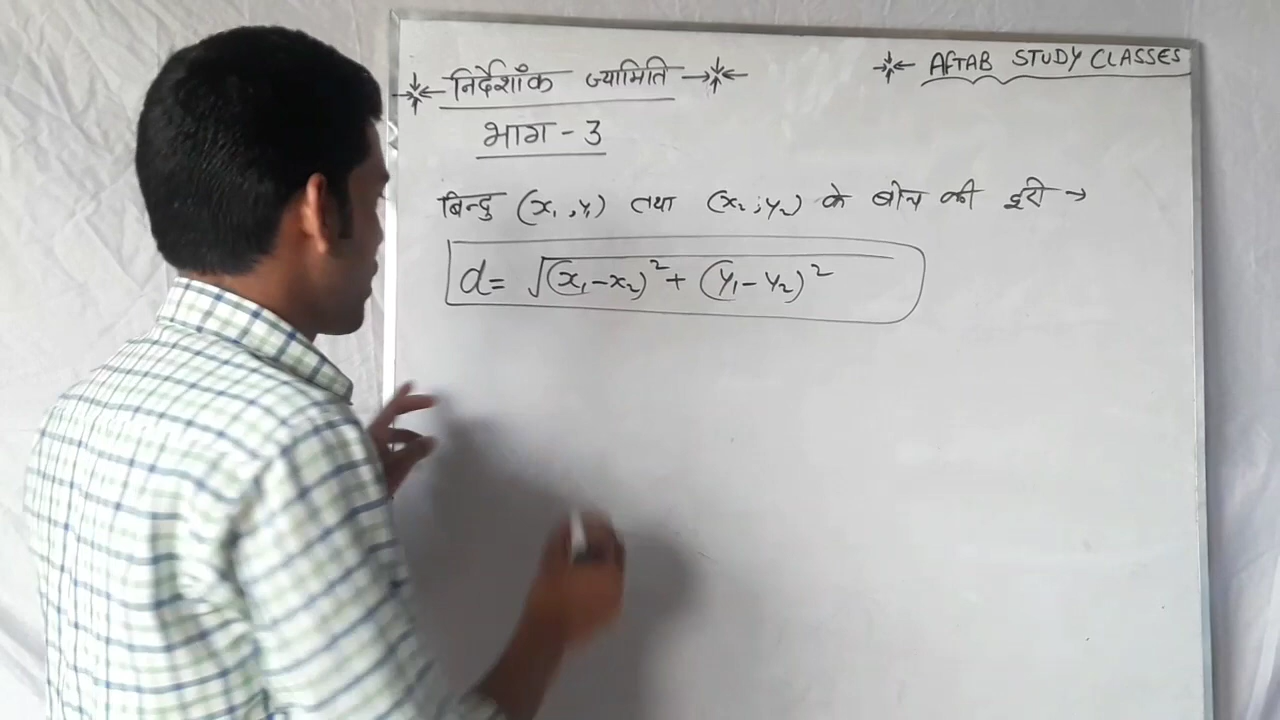 निर्देशांक ज्यामिति
AFTAB STUDY CLASSES
भाग - 3
बिन्दु (x₁, y₁) तथा (x₂, y₂) के बीच की दूरी →
d = √(x₁-x₂)² + (y₁-y₂)²